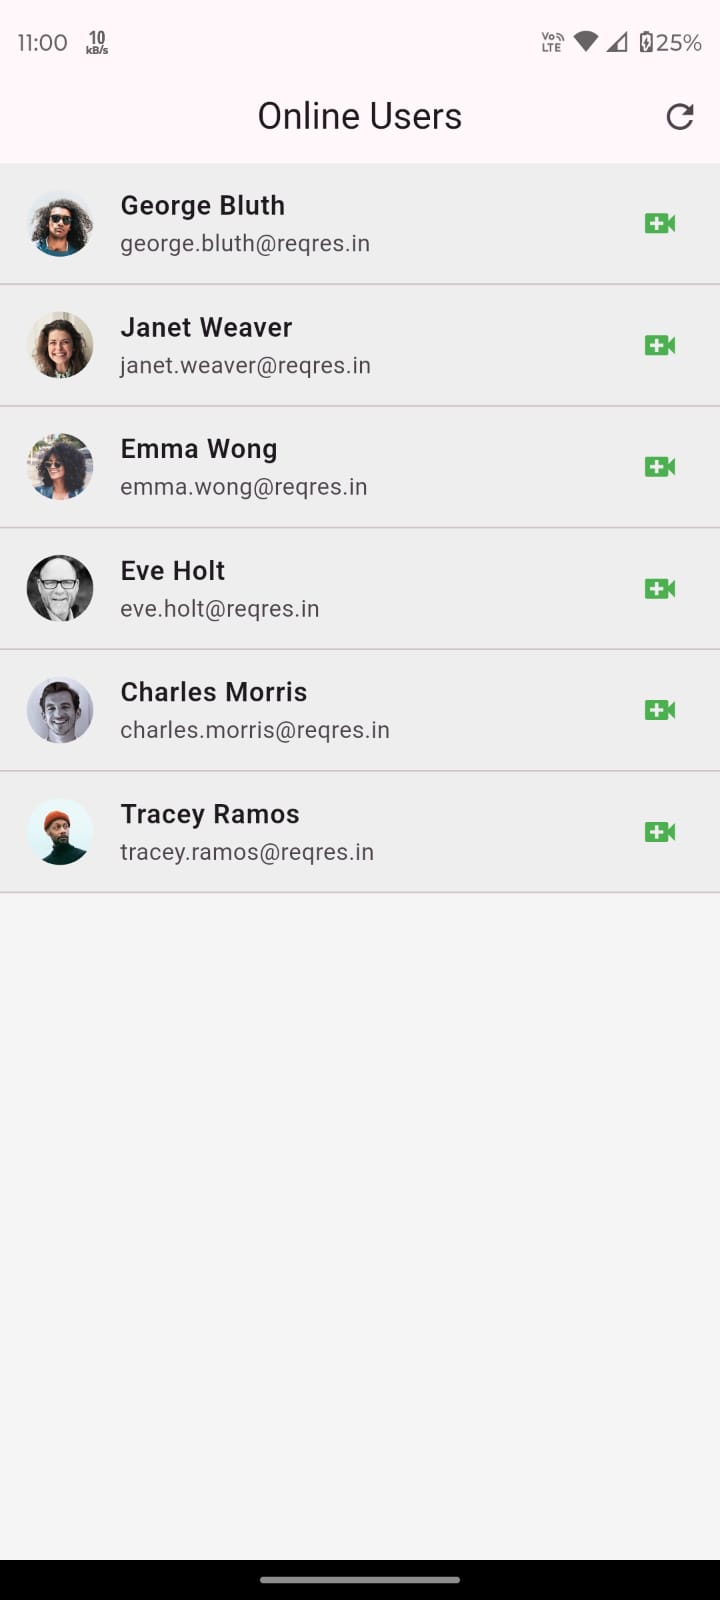 11:00 10 kB/s Vo)) LTE 25%
Online Users
George Bluth
george.bluth@reqres.in
Janet Weaver
janet.weaver@reqres.in
Emma Wong
emma.wong@reqres.in
Eve Holt
eve.holt@reqres.in
Charles Morris
charles.morris@reqres.in
Tracey Ramos
tracey.ramos@reqres.in